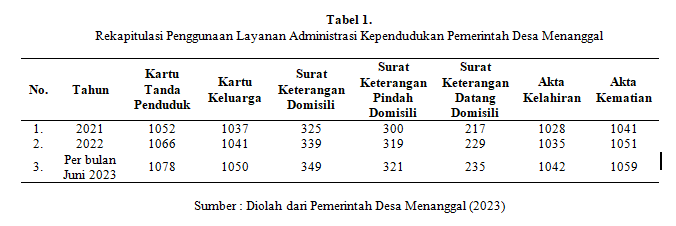 Tabel 1.
Rekapitulasi Penggunaan Layanan Administrasi Kependudukan Pemerintah Desa Menanggal
No. Tahun Kartu Tanda Penduduk Kartu Keluarga Surat Keterangan Domisili Surat Keterangan Pindah Domisili Surat Keterangan Datang Domisili Akta Kelahiran Akta Kematian
1. 2021 1052 1037 325 300 217 1028 1041
2. 2022 1066 1041 339 319 229 1035 1051
3. Per bulan Juni 2023 1078 1050 349 321 235 1042 1059
Sumber : Diolah dari Pemerintah Desa Menanggal (2023)